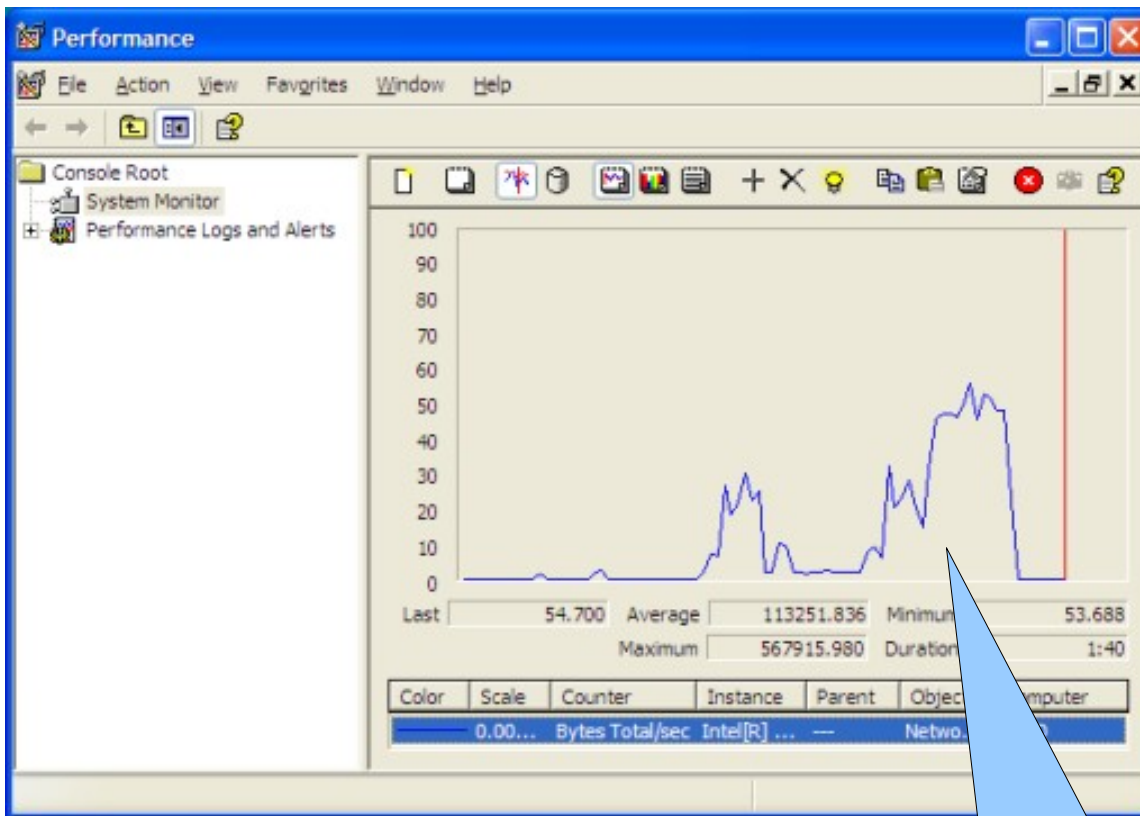 Performance
File Action View Favorites Window Help
Console Root
System Monitor
Performance Logs and Alerts
100
90
80
70
60
50
40
30
20
10
0
Last 54.700 Average 113251.836 Minimum 53.688
Maximum 567915.980 Duration 1:40
Color Scale Counter Instance Parent Objec mputer
0.00... Bytes Total/sec Intel[R] ... --- Netwo..